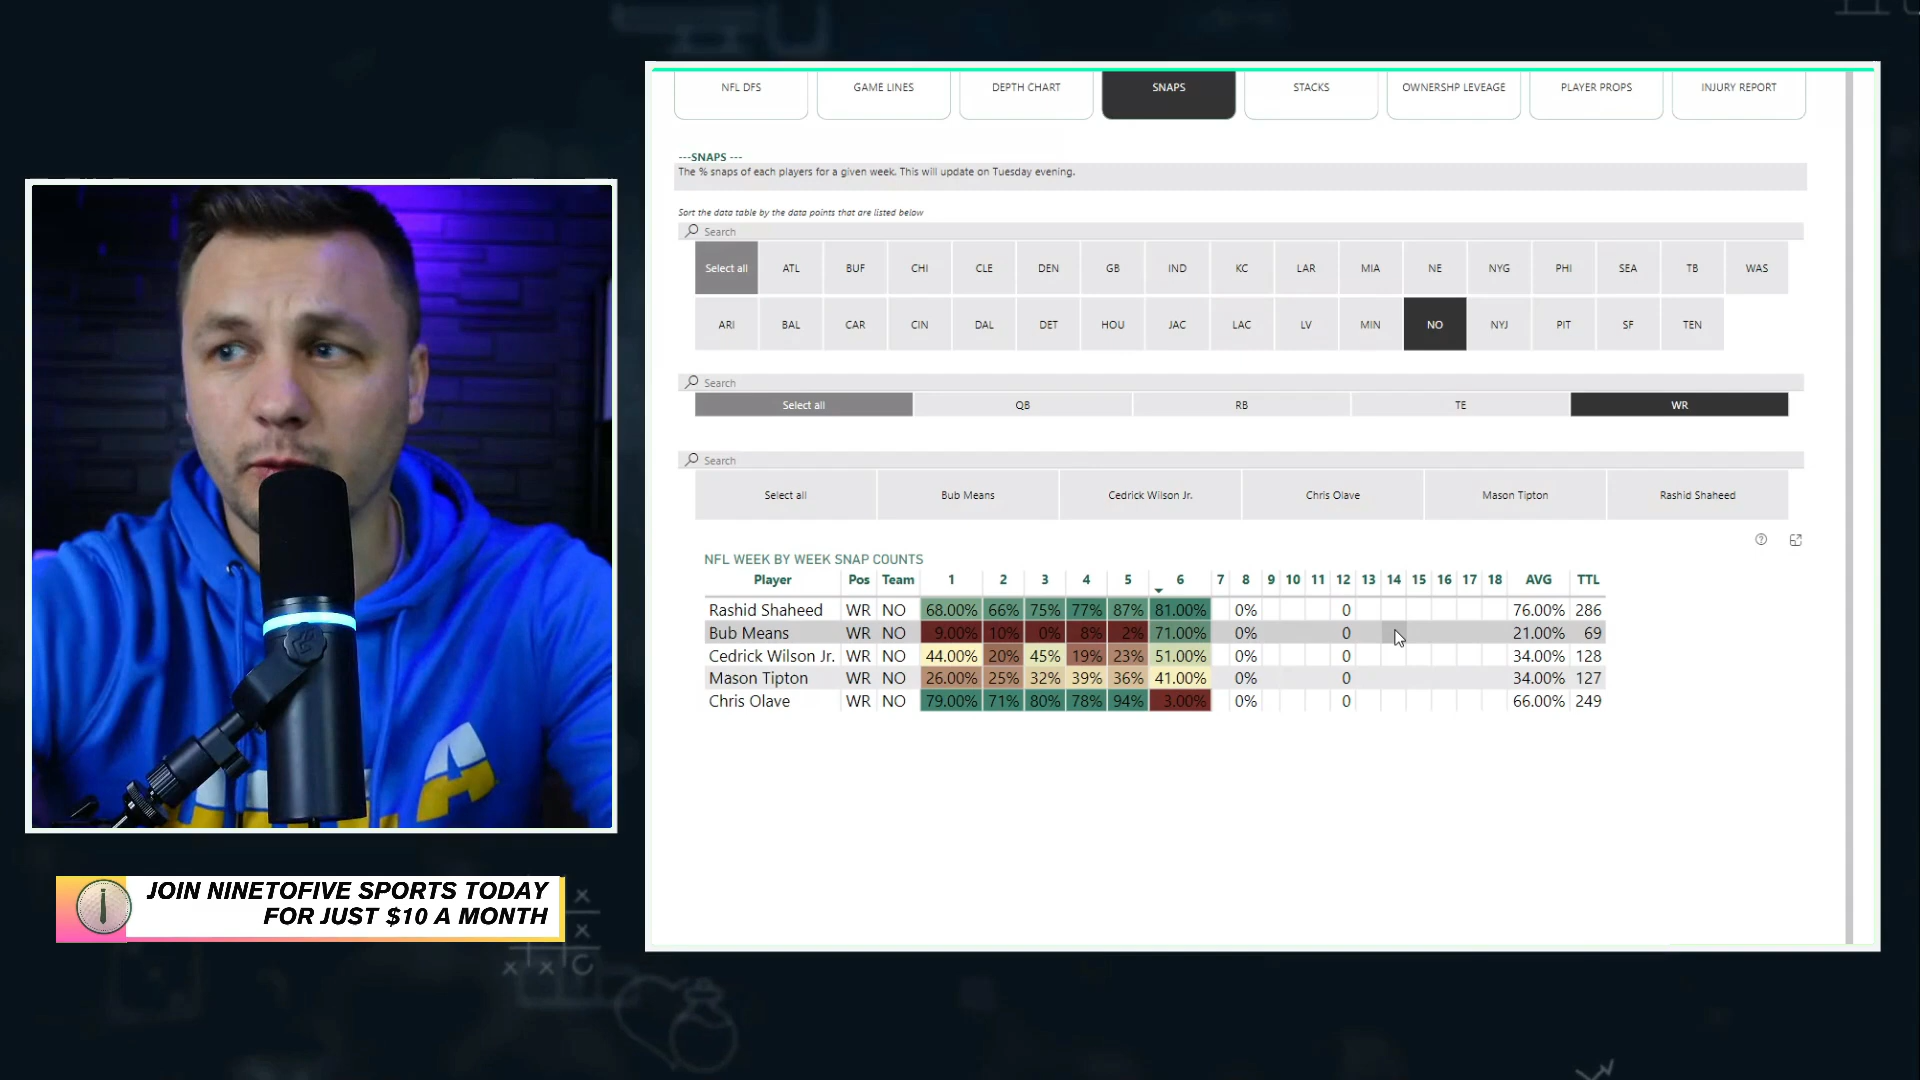 NFL DFS GAME LINES DEPTH CHART SNAPS STACKS OWNERSHP LEVEAGE PLAYER PROPS INJURY REPORT
---SNAPS ---
The % snaps of each players for a given week. This will update on Tuesday evening.
Sort the data table by the data points that are listed below
Search
Select all ATL BUF CHI CLE DEN GB IND KC LAR MIA NE NYG PHI SEA TB WAS
ARI BAL CAR CIN DAL DET HOU JAC LAC LV MIN NO NYJ PIT SF TEN
Search
Select all QB RB TE WR
Search
Select all Bub Means Cedrick Wilson Jr. Chris Olave Mason Tipton Rashid Shaheed
NFL WEEK BY WEEK SNAP COUNTS
Player Pos Team 1 2 3 4 5 6 7 8 9 10 11 12 13 14 15 16 17 18 AVG TTL
Rashid Shaheed WR NO 68.00% 66% 75% 77% 87% 81.00% 0% 0 76.00% 286
Bub Means WR NO 9.00% 10% 0% 8% 2% 71.00% 0% 0 21.00% 69
Cedrick Wilson Jr. WR NO 44.00% 20% 45% 19% 23% 51.00% 0% 0 34.00% 128
Mason Tipton WR NO 26.00% 25% 32% 39% 36% 41.00% 0% 0 34.00% 127
Chris Olave WR NO 79.00% 71% 80% 78% 94% 3.00% 0% 0 66.00% 249
JOIN NINETOFIVE SPORTS TODAY
FOR JUST $10 A MONTH